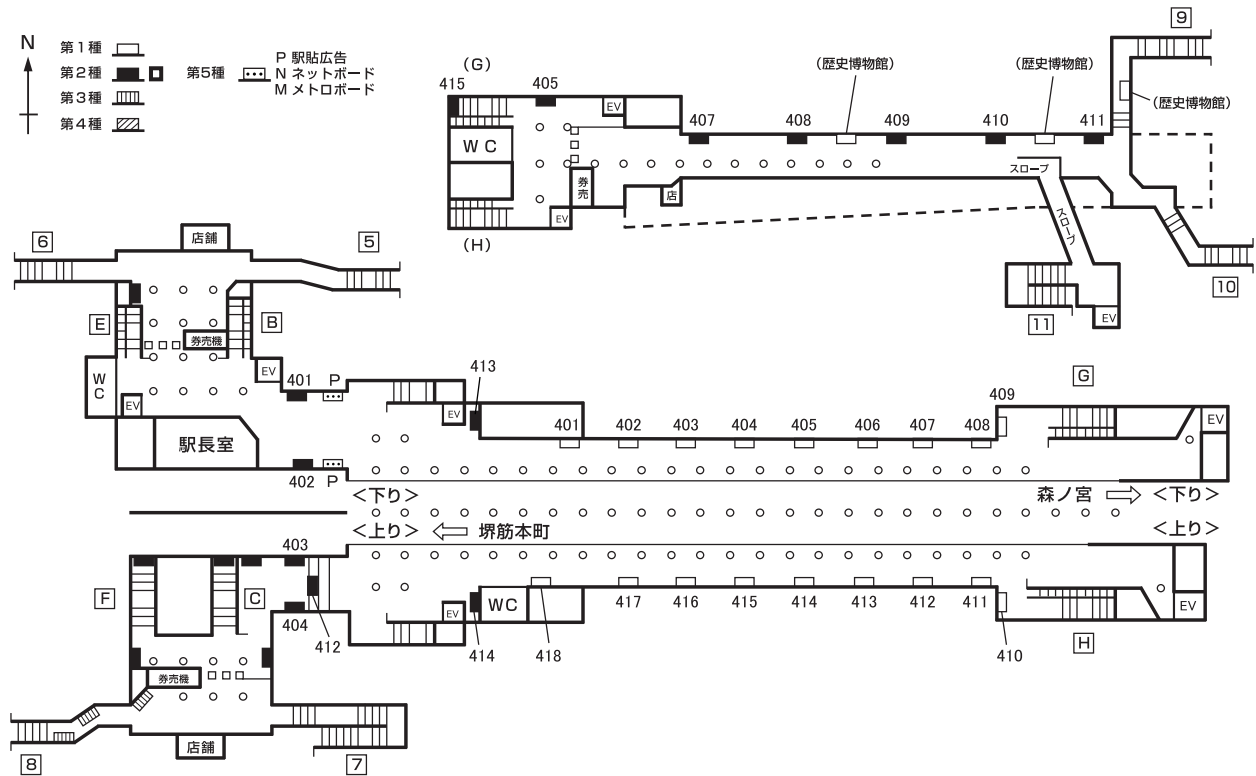 N
第1種
第2種
第3種
第4種
第5種
P 駅貼広告
N ネットボード
M メトロボード
9
(G)
(歴史博物館)
(歴史博物館)
415
405
EV
407
408
409
410
411
(歴史博物館)
WC
券売
店
スロープ
スロープ
EV
(H)
10
11
EV
6
店舗
5
E
B
券売機
WC
EV
EV
401
P
413
G
409
EV
401
402
403
404
405
406
407
408
EV
駅長室
402
P
<下り>
森ノ宮
<下り>
<上り>
堺筋本町
<上り>
403
F
C
404
412
EV
WC
414
418
417
416
415
414
413
412
411
410
EV
H
券売機
店舗
8
7